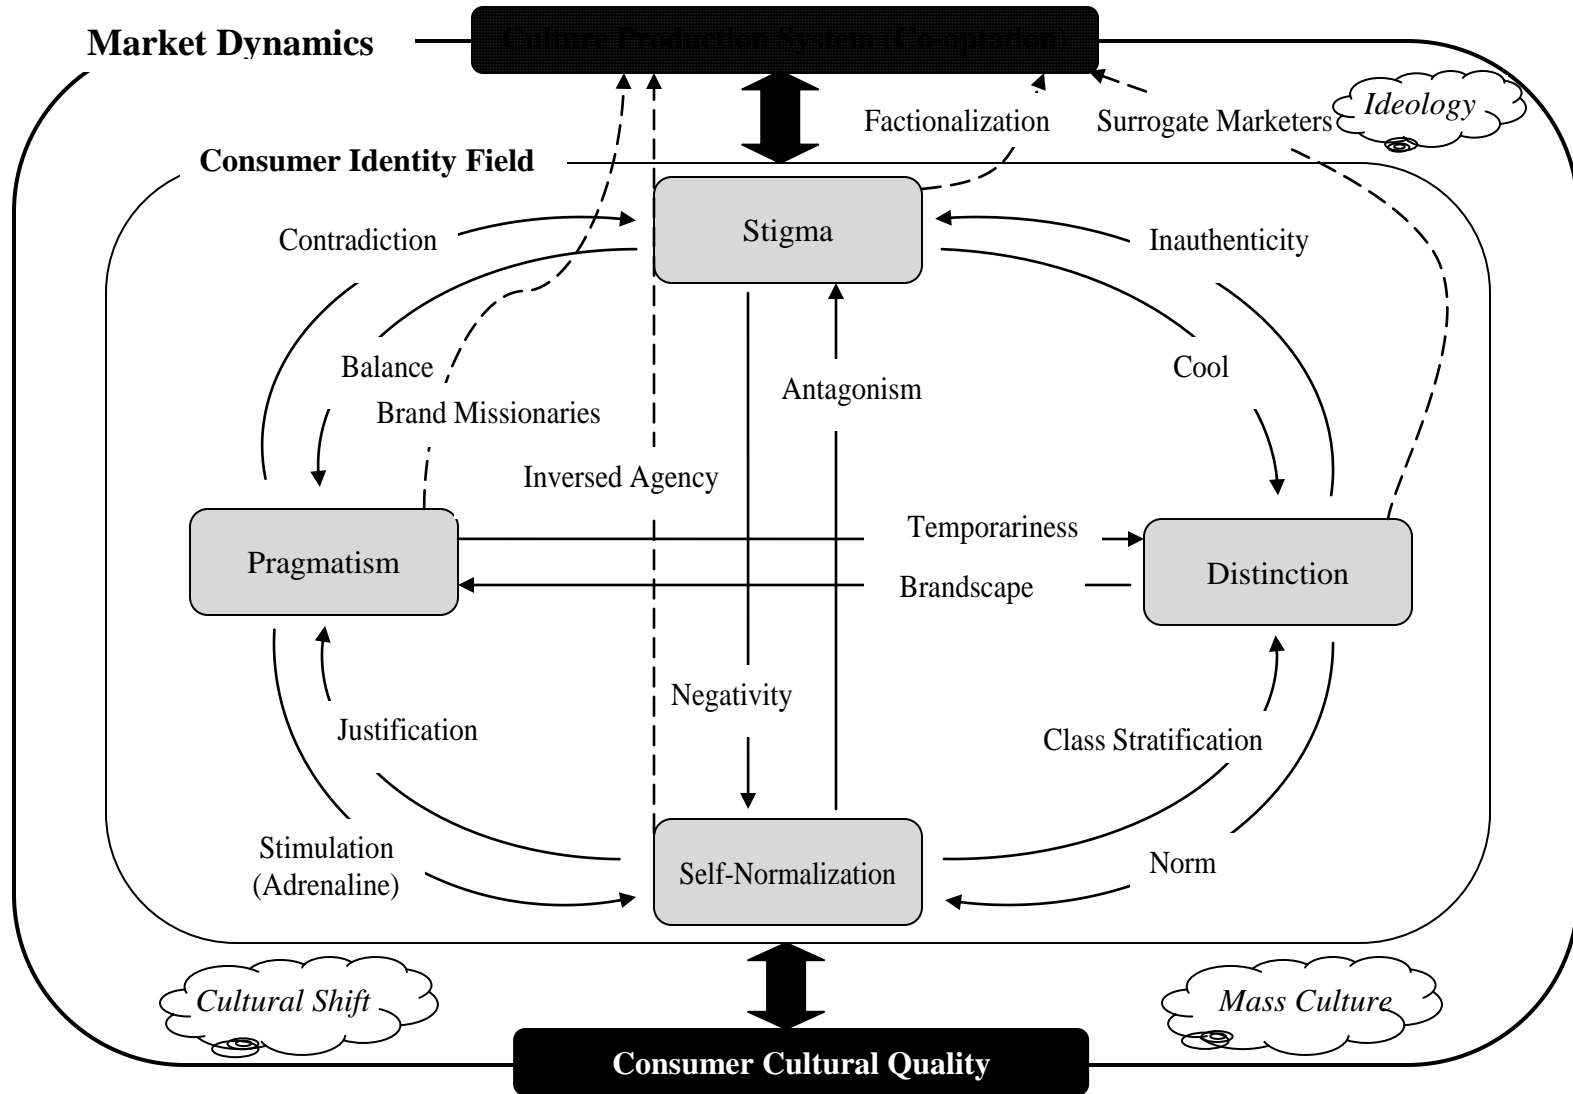 Culture Production System (Co-optation)
Market Dynamics
Ideology
Factionalization
Surrogate Marketers
Consumer Identity Field
Stigma
Contradiction
Inauthenticity
Balance
Cool
Antagonism
Brand Missionaries
Inversed Agency
Temporariness
Pragmatism
Distinction
Brandscape
Negativity
Justification
Class Stratification
Stimulation
(Adrenaline)
Norm
Self-Normalization
Cultural Shift
Mass Culture
Consumer Cultural Quality